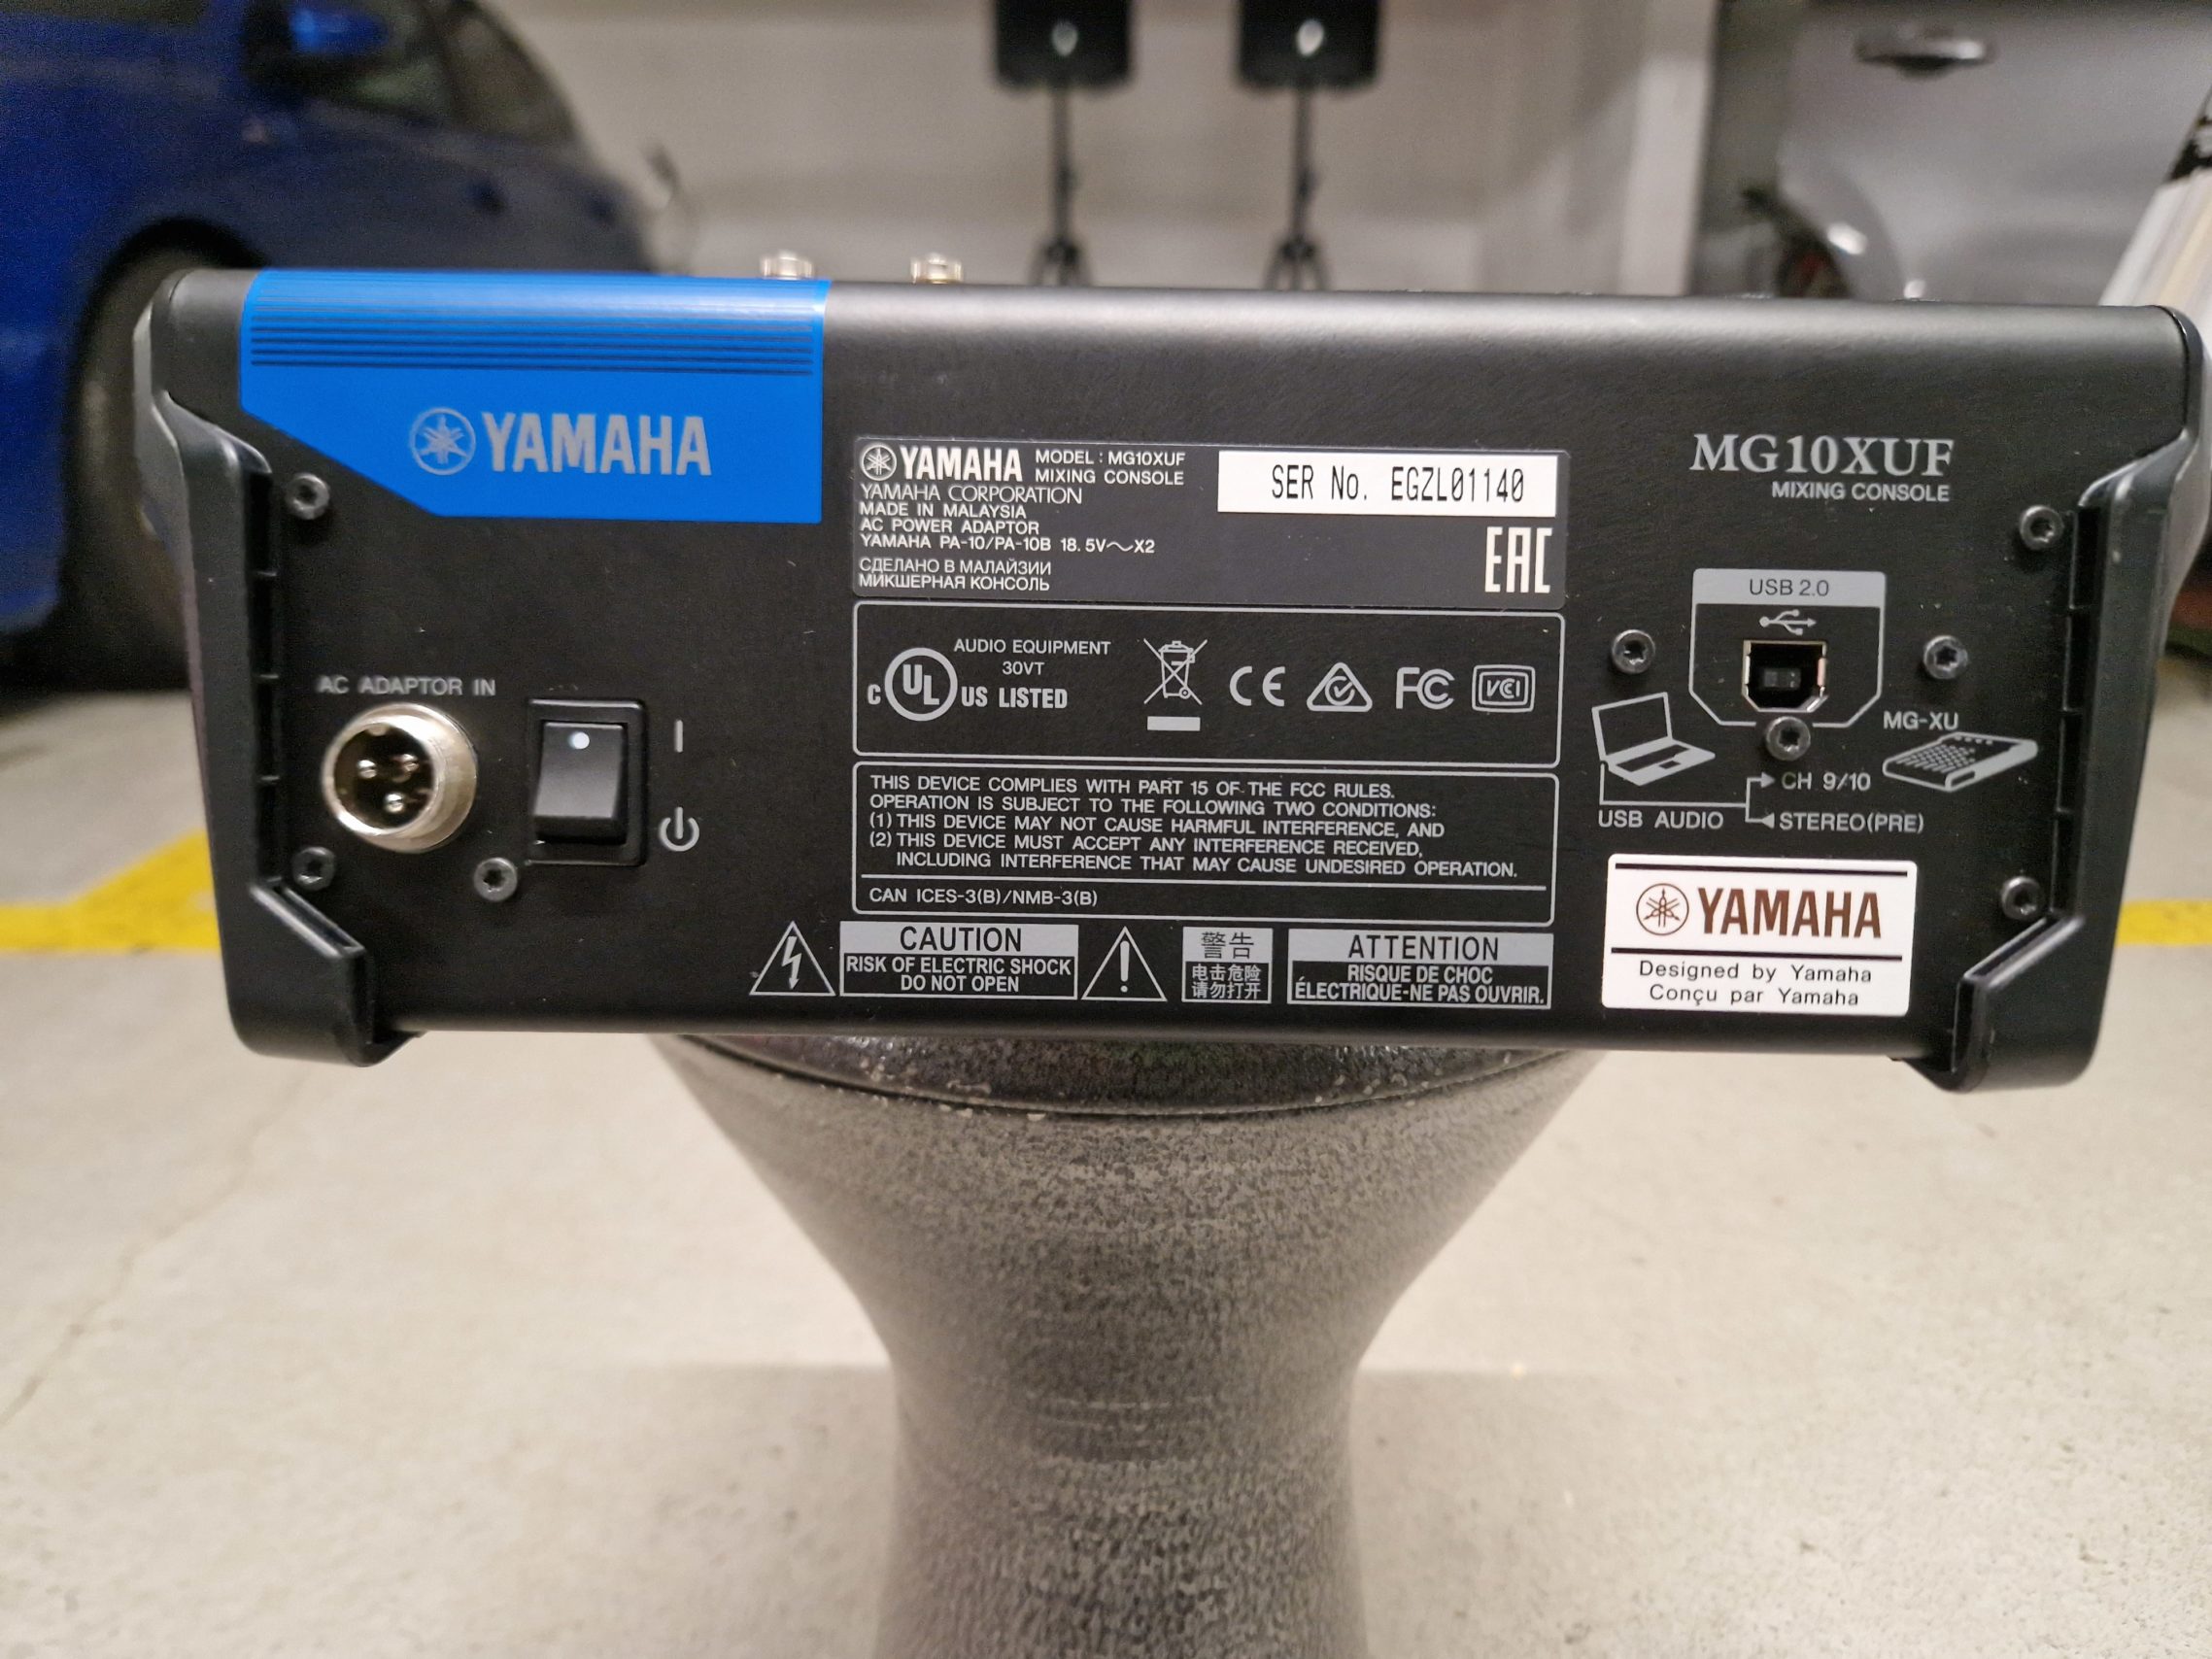 YAMAHA
YAMAHA
MODEL : MG10XUF
MIXING CONSOLE
YAMAHA CORPORATION
MADE IN MALAYSIA
AC POWER ADAPTOR
YAMAHA PA-10/PA-10B 18.5V～X2
СДЕЛАНО В МАЛАЙЗИИ
МИКШЕРНАЯ КОНСОЛЬ
SER No. EGZL01140
EAC
MG10XUF
MIXING CONSOLE
AC ADAPTOR IN
I
AUDIO EQUIPMENT
30VT
C UL US LISTED
CE
FC
VCI
USB 2.0
MG-XU
CH 9/10
USB AUDIO
STEREO(PRE)
THIS DEVICE COMPLIES WITH PART 15 OF THE FCC RULES.
OPERATION IS SUBJECT TO THE FOLLOWING TWO CONDITIONS:
(1) THIS DEVICE MAY NOT CAUSE HARMFUL INTERFERENCE, AND
(2) THIS DEVICE MUST ACCEPT ANY INTERFERENCE RECEIVED,
INCLUDING INTERFERENCE THAT MAY CAUSE UNDESIRED OPERATION.
CAN ICES-3(B)/NMB-3(B)
CAUTION
RISK OF ELECTRIC SHOCK
DO NOT OPEN
警告
电击危险
请勿打开
ATTENTION
RISQUE DE CHOC
ÉLECTRIQUE-NE PAS OUVRIR.
YAMAHA
Designed by Yamaha
Conçu par Yamaha